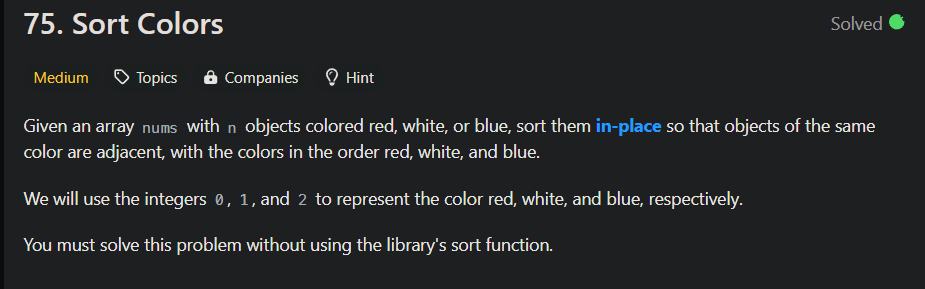 75. Sort Colors
Solved
Medium
Topics
Companies
Hint
Given an array nums with n objects colored red, white, or blue, sort them in-place so that objects of the same
color are adjacent, with the colors in the order red, white, and blue.
We will use the integers 0, 1, and 2 to represent the color red, white, and blue, respectively.
You must solve this problem without using the library's sort function.